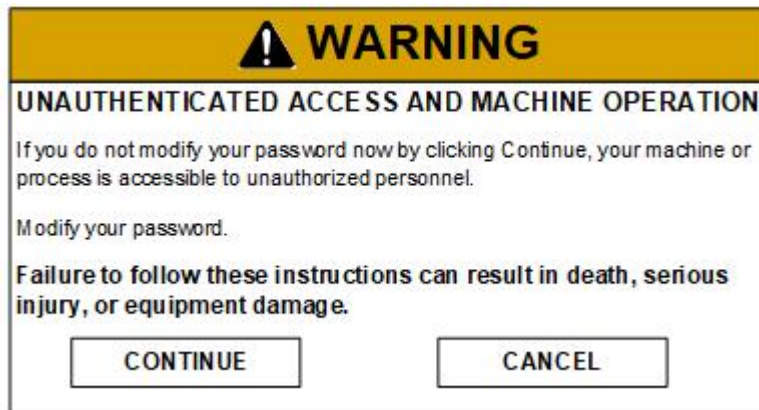 WARNING
UNAUTHENTICATED ACCESS AND MACHINE OPERATION
If you do not modify your password now by clicking Continue, your machine or
process is accessible to unauthorized personnel.
Modify your password.
Failure to follow these instructions can result in death, serious
injury, or equipment damage.
CONTINUE CANCEL